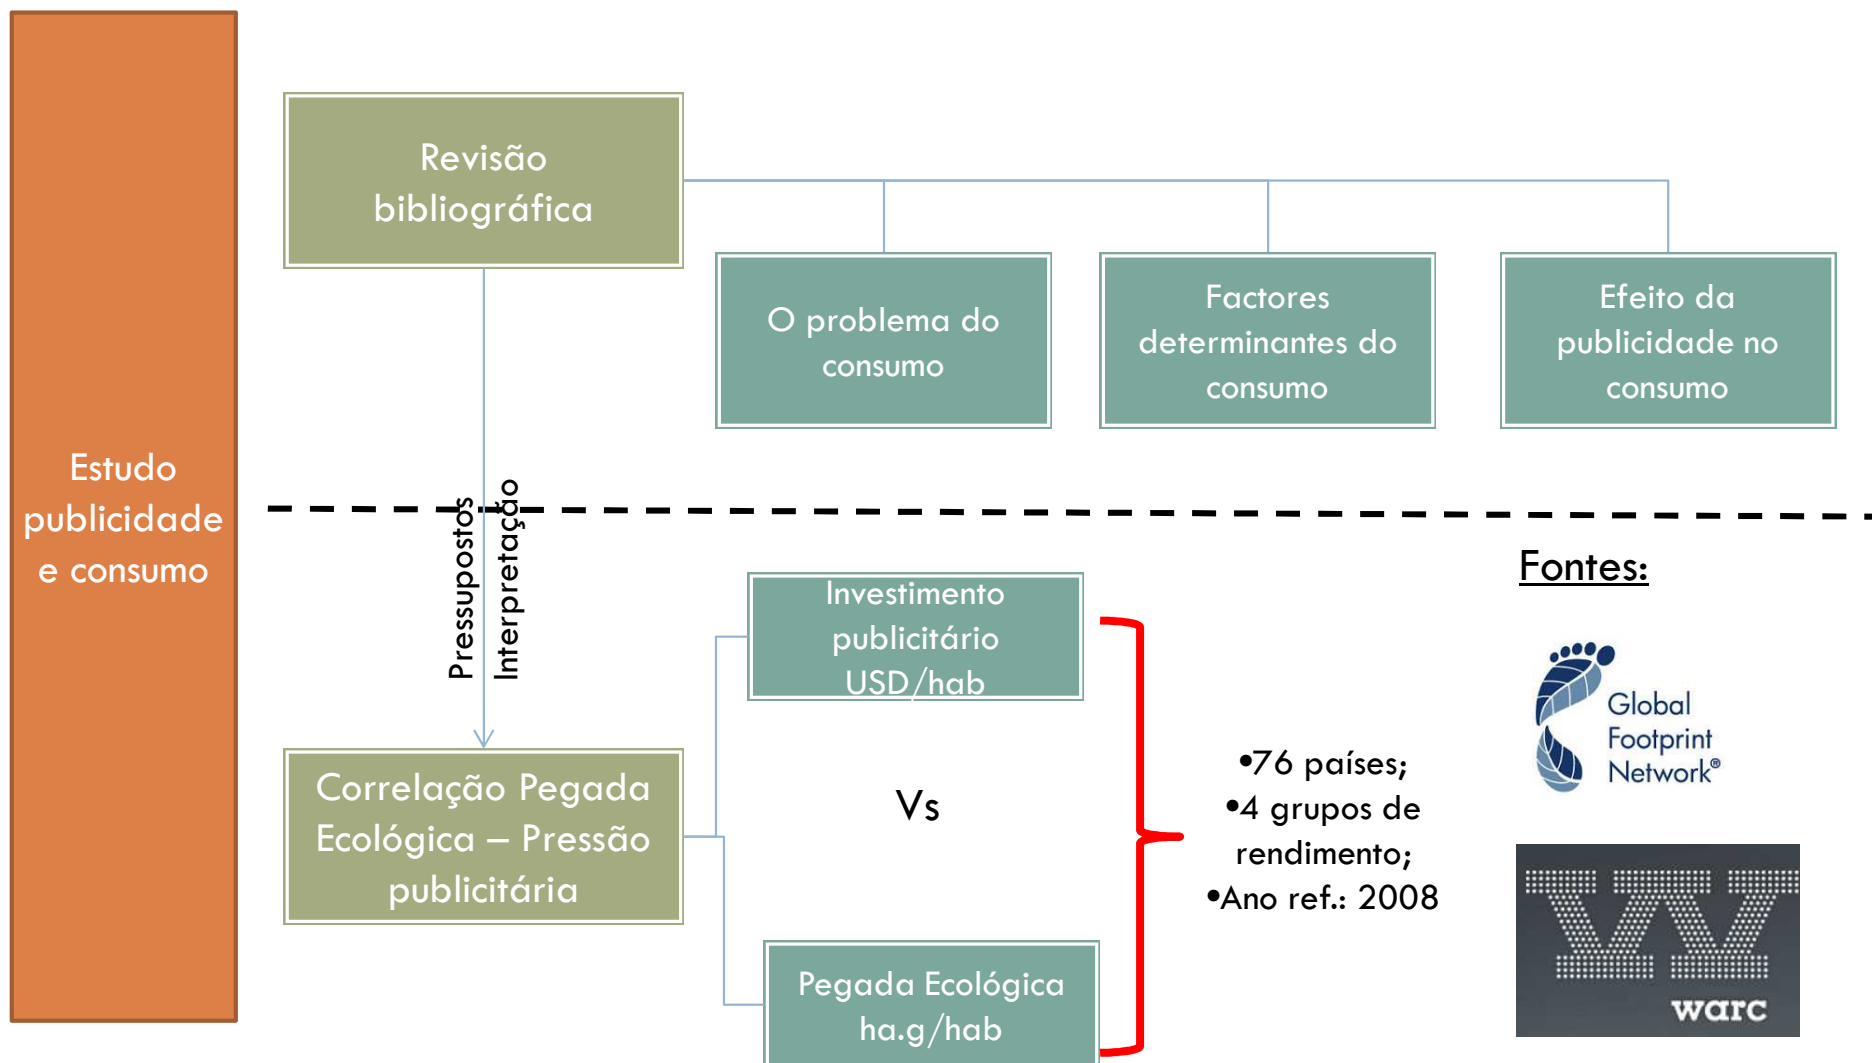 Estudo
publicidade
e consumo
Revisão
bibliográfica
O problema do
consumo
Factores
determinantes do
consumo
Efeito da
publicidade no
consumo
Pressupostos
Interpretação
Correlação Pegada
Ecológica – Pressão
publicitária
Investimento
publicitário
USD/hab
Vs
Pegada Ecológica
ha.g/hab
•76 países;
•4 grupos de
rendimento;
•Ano ref.: 2008
Fontes:
Global
Footprint
Network®
warc